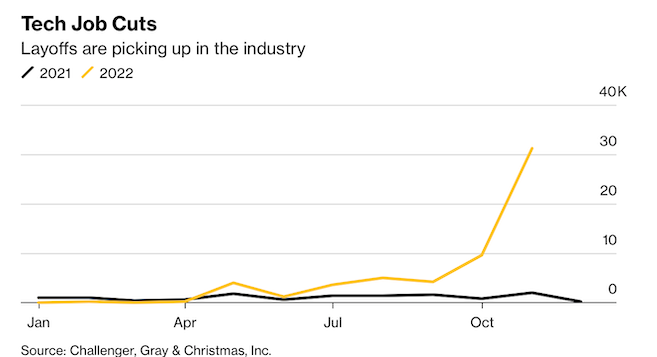 Tech Job Cuts
Layoffs are picking up in the industry
2021 2022
40K
30
20
10
0
Jan Apr Jul Oct
Source: Challenger, Gray & Christmas, Inc.